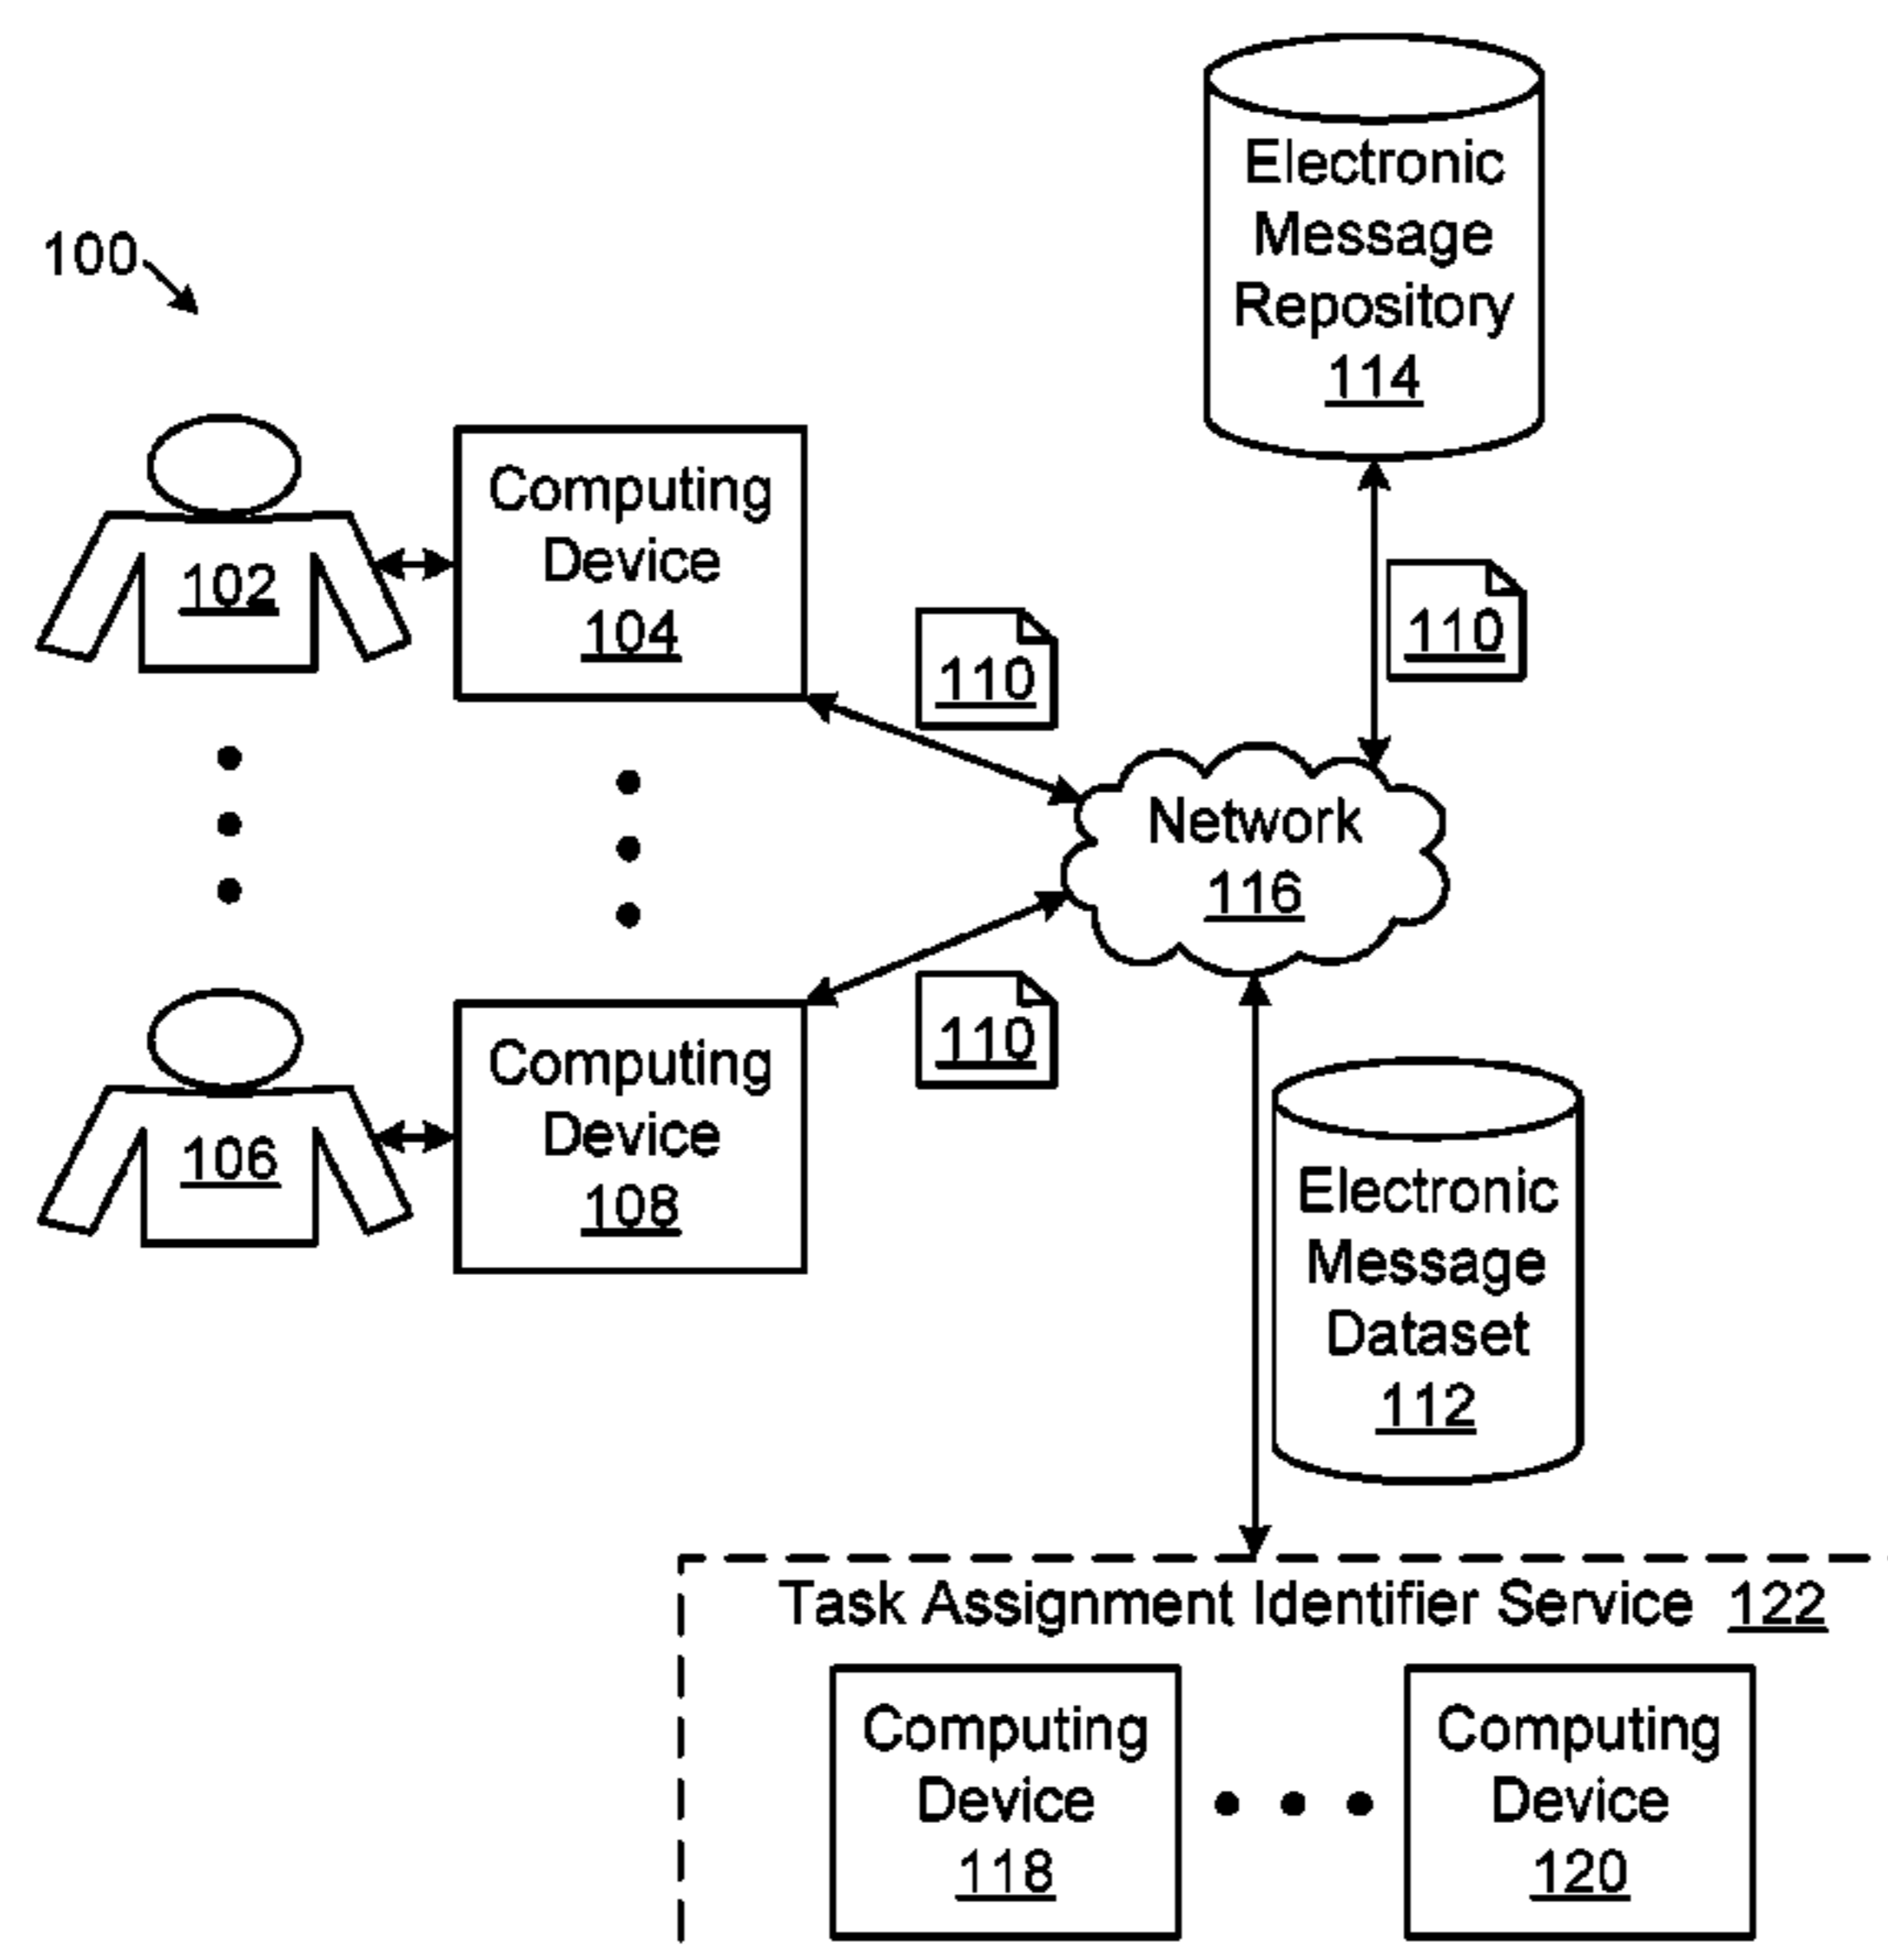 100
Electronic
Message
Repository
114
102
Computing
Device
104
110
110
Network
116
106
Computing
Device
108
110
Electronic
Message
Dataset
112
Task Assignment Identifier Service 122
Computing
Device
118
Computing
Device
120